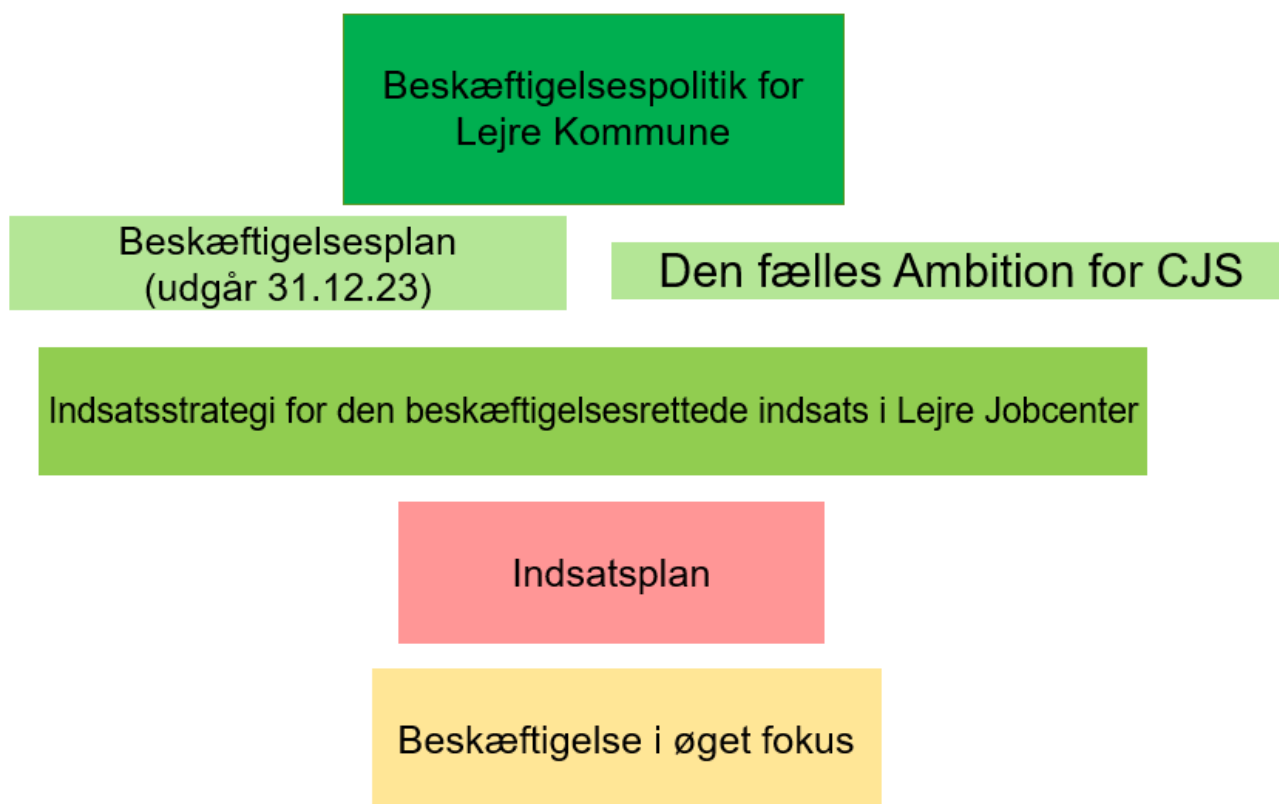 Beskæftigelsespolitik for
Lejre Kommune
Beskæftigelsesplan
(udgår 31.12.23)
Den fælles Ambition for CJS
Indsatsstrategi for den beskæftigelsesrettede indsats i Lejre Jobcenter
Indsatsplan
Beskæftigelse i øget fokus